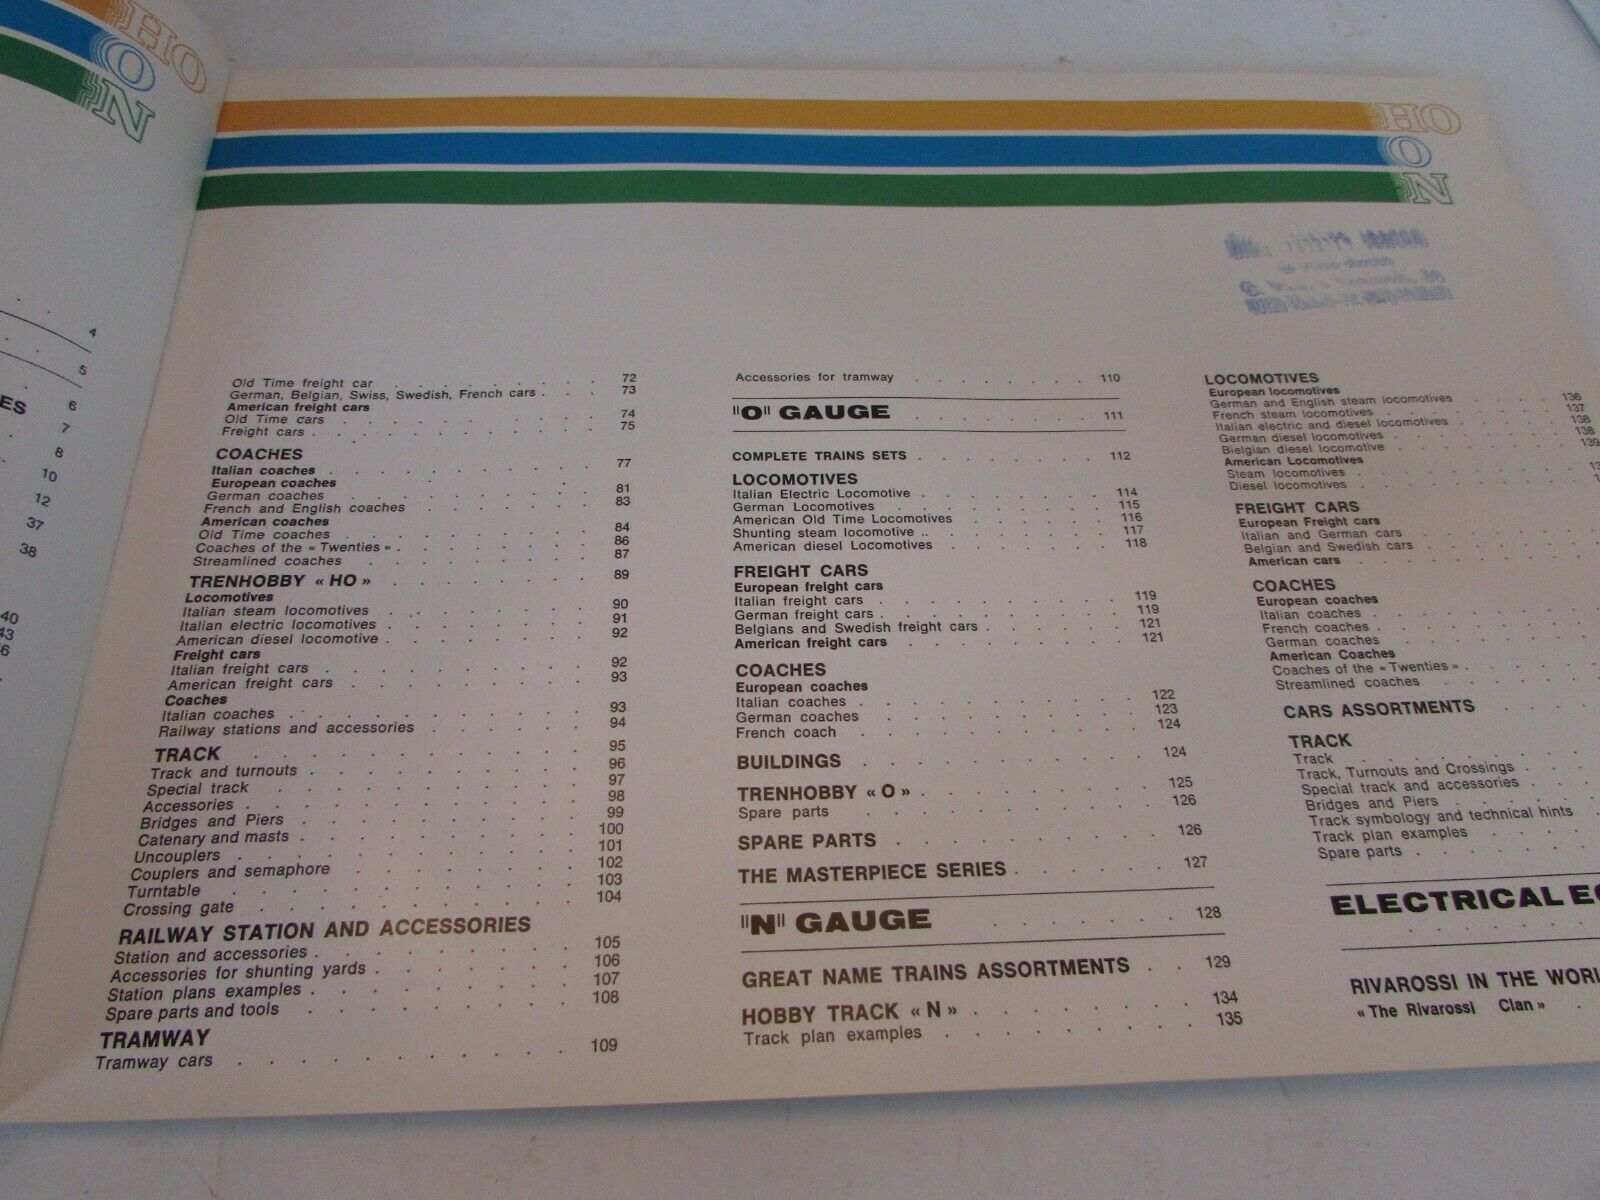 HO
O
N
4
5
ES 6
7
8
10
12
37
38
40
43
6
HO
O
N
Old Time freight car . . . . . . . . . 72
German, Belgian, Swiss, Swedish, French cars . . . 73
American freight cars
Old Time cars . . . . . . . . . . 74
Freight cars . . . . . . . . . . . 75
COACHES
Italian coaches . . . . . . . . . . 77
European coaches
German coaches . . . . . . . . . . 81
French and English coaches . . . . . . . 83
American coaches
Old Time coaches . . . . . . . . . 84
Coaches of the « Twenties » . . . . . . . 86
Streamlined coaches . . . . . . . . . 87
TRENHOBBY « HO » . . . . . . . . 89
Locomotives
Italian steam locomotives . . . . . . . . 90
Italian electric locomotives . . . . . . . . 91
American diesel locomotive . . . . . . . . 92
Freight cars
Italian freight cars . . . . . . . . . . 92
American freight cars . . . . . . . . . 93
Coaches
Italian coaches . . . . . . . . . . . 93
Railway stations and accessories . . . . . . 94
TRACK . . . . . . . . . . . . 95
Track and turnouts . . . . . . . . . . 96
Special track . . . . . . . . . . . 97
Accessories . . . . . . . . . . . . 98
Bridges and Piers . . . . . . . . . . 99
Catenary and masts . . . . . . . . . . 100
Uncouplers . . . . . . . . . . . . 101
Couplers and semaphore . . . . . . . . 102
Turntable . . . . . . . . . . . . 103
Crossing gate . . . . . . . . . . . 104
RAILWAY STATION AND ACCESSORIES
Station and accessories . . . . . . . . . 105
Accessories for shunting yards . . . . . . . 106
Station plans examples . . . . . . . . . 107
Spare parts and tools . . . . . . . . . 108
TRAMWAY
Tramway cars . . . . . . . . . . . 109
Accessories for tramway . . . . . . . . 110
"O" GAUGE . . . . . . . 111
COMPLETE TRAINS SETS . . . . . . . . 112
LOCOMOTIVES
Italian Electric Locomotive . . . . . . . . 114
German Locomotives . . . . . . . . . 115
American Old Time Locomotives . . . . . . 116
Shunting steam locomotive .. . . . . . . . 117
American diesel Locomotives . . . . . . . 118
FREIGHT CARS
European freight cars
Italian freight cars . . . . . . . . . . 119
German freight cars . . . . . . . . . . 119
Belgians and Swedish freight cars . . . . . . 121
American freight cars . . . . . . . . . 121
COACHES
European coaches
Italian coaches . . . . . . . . . . . 122
German coaches . . . . . . . . . . 123
French coach . . . . . . . . . . . 124
BUILDINGS . . . . . . . . . . . 124
TRENHOBBY « O » . . . . . . . . . 125
Spare parts . . . . . . . . . . . . 126
SPARE PARTS . . . . . . . . . . 126
THE MASTERPIECE SERIES . . . . . . 127
"N" GAUGE . . . . . . . 128
GREAT NAME TRAINS ASSORTMENTS . . 129
HOBBY TRACK « N » . . . . . . . . 134
Track plan examples . . . . . . . . . 135
LOCOMOTIVES
European locomotives
German and English steam locomotives . . . . 136
French steam locomotives . . . . . . . . 137
Italian electric and diesel locomotives . . . . . 138
German diesel locomotives . . . . . . . . 138
Bielgian diesel locomotive . . . . . . . . 139
American Locomotives
Steam locomotives
Diesel locomotives
FREIGHT CARS
European Freight cars
Italian and German cars
Belgian and Swedish cars
American cars
COACHES
European coaches
Italian coaches
French coaches
German coaches
American Coaches
Coaches of the « Twenties »
Streamlined coaches
CARS ASSORTMENTS
TRACK
Track
Track, Turnouts and Crossings
Special track and accessories
Bridges and Piers
Track symbology and technical hints
Track plan examples
Spare parts
ELECTRICAL
RIVAROSSI IN THE
« The Rivarossi Clan »